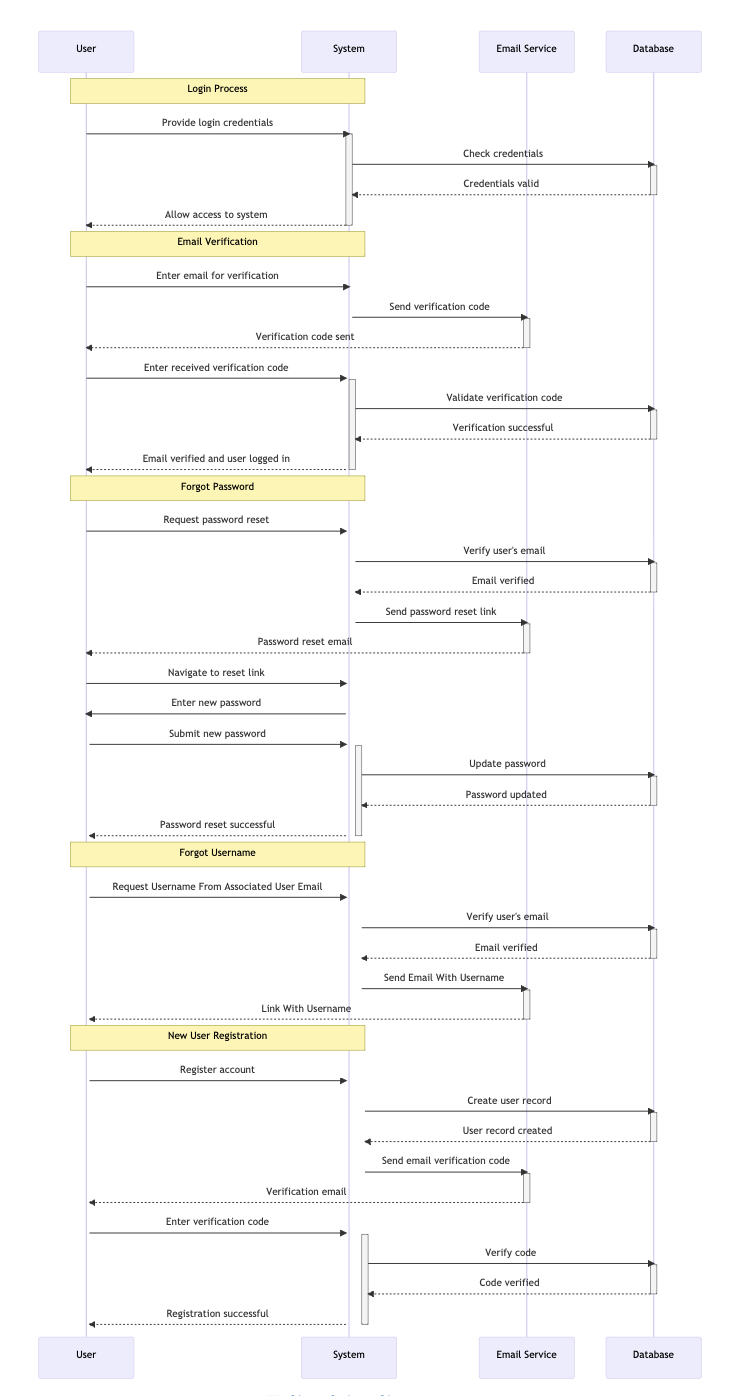 User
System
Email Service
Database
Login Process
Provide login credentials
Check credentials
Credentials valid
Allow access to system
Email Verification
Enter email for verification
Send verification code
Verification code sent
Enter received verification code
Validate verification code
Verification successful
Email verified and user logged in
Forgot Password
Request password reset
Verify user's email
Email verified
Send password reset link
Password reset email
Navigate to reset link
Enter new password
Submit new password
Update password
Password updated
Password reset successful
Forgot Username
Request Username From Associated User Email
Verify user's email
Email verified
Send Email With Username
Link With Username
New User Registration
Register account
Create user record
User record created
Send email verification code
Verification email
Enter verification code
Verify code
Code verified
Registration successful
User
System
Email Service
Database